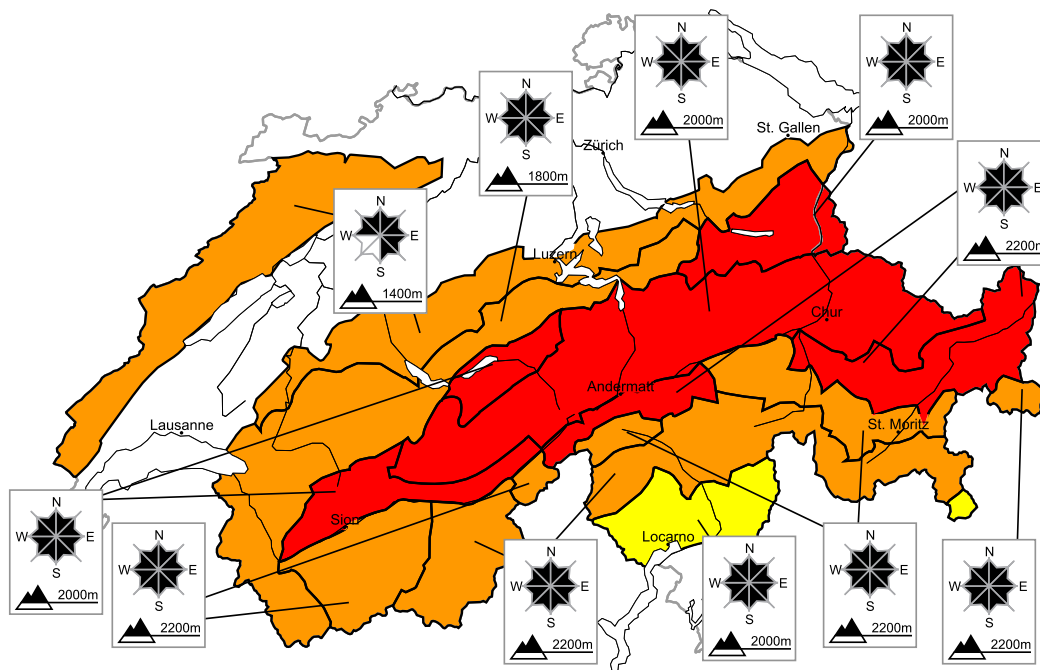 N
W E
S
2000m
N
W E
S
2000m
N
W E
S
1800m
St. Gallen
Zürich
N
W E
S
2200m
N
W E
S
1400m
Luzern
Chur
Andermatt
St. Moritz
Lausanne
Sion
Locarno
N
W E
S
2000m
N
W E
S
2200m
N
W E
S
2200m
N
W E
S
2000m
N
W E
S
2200m
N
W E
S
2200m